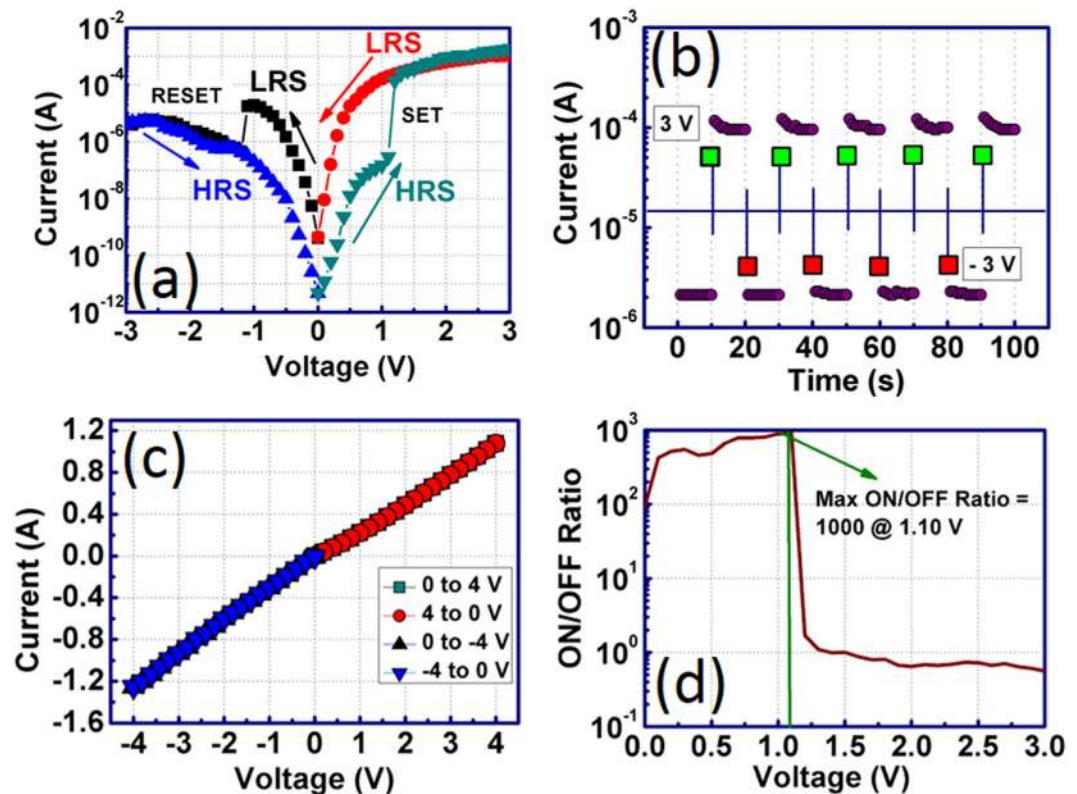 (a)
Current (A)
10⁻²
10⁻⁴
10⁻⁶
10⁻⁸
10⁻¹⁰
10⁻¹²
RESET
LRS
LRS
SET
HRS
HRS
-3 -2 -1 0 1 2 3
Voltage (V)
(b)
Current (A)
10⁻³
10⁻⁴
10⁻⁵
10⁻⁶
3 V
- 3 V
0 20 40 60 80 100
Time (s)
(c)
Current (A)
1.2
0.8
0.4
0.0
-0.4
-0.8
-1.2
-1.6
0 to 4 V
4 to 0 V
0 to -4 V
-4 to 0 V
-4 -3 -2 -1 0 1 2 3 4
Voltage (V)
(d)
ON/OFF Ratio
10³
10²
10¹
10⁰
10⁻¹
Max ON/OFF Ratio =
1000 @ 1.10 V
0.0 0.5 1.0 1.5 2.0 2.5 3.0
Voltage (V)